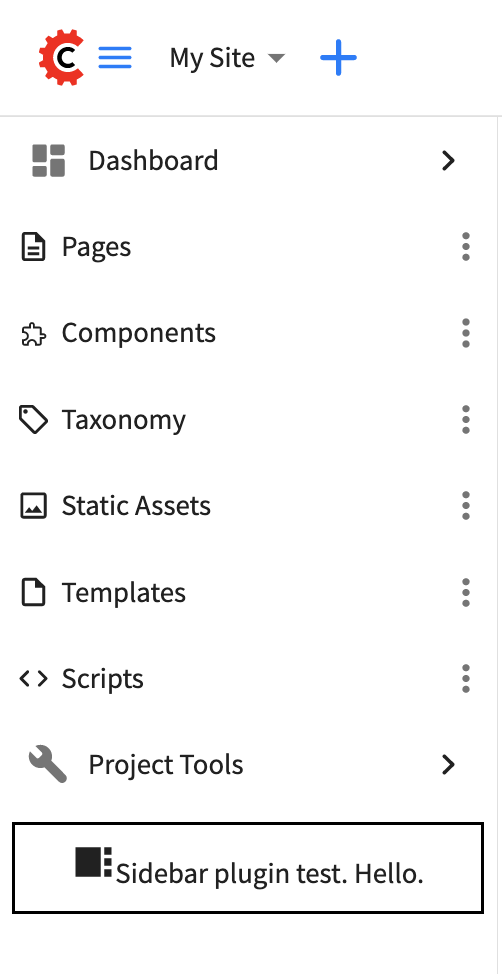 C
My Site
Dashboard
Pages
Components
Taxonomy
Static Assets
Templates
Scripts
Project Tools
Sidebar plugin test. Hello.